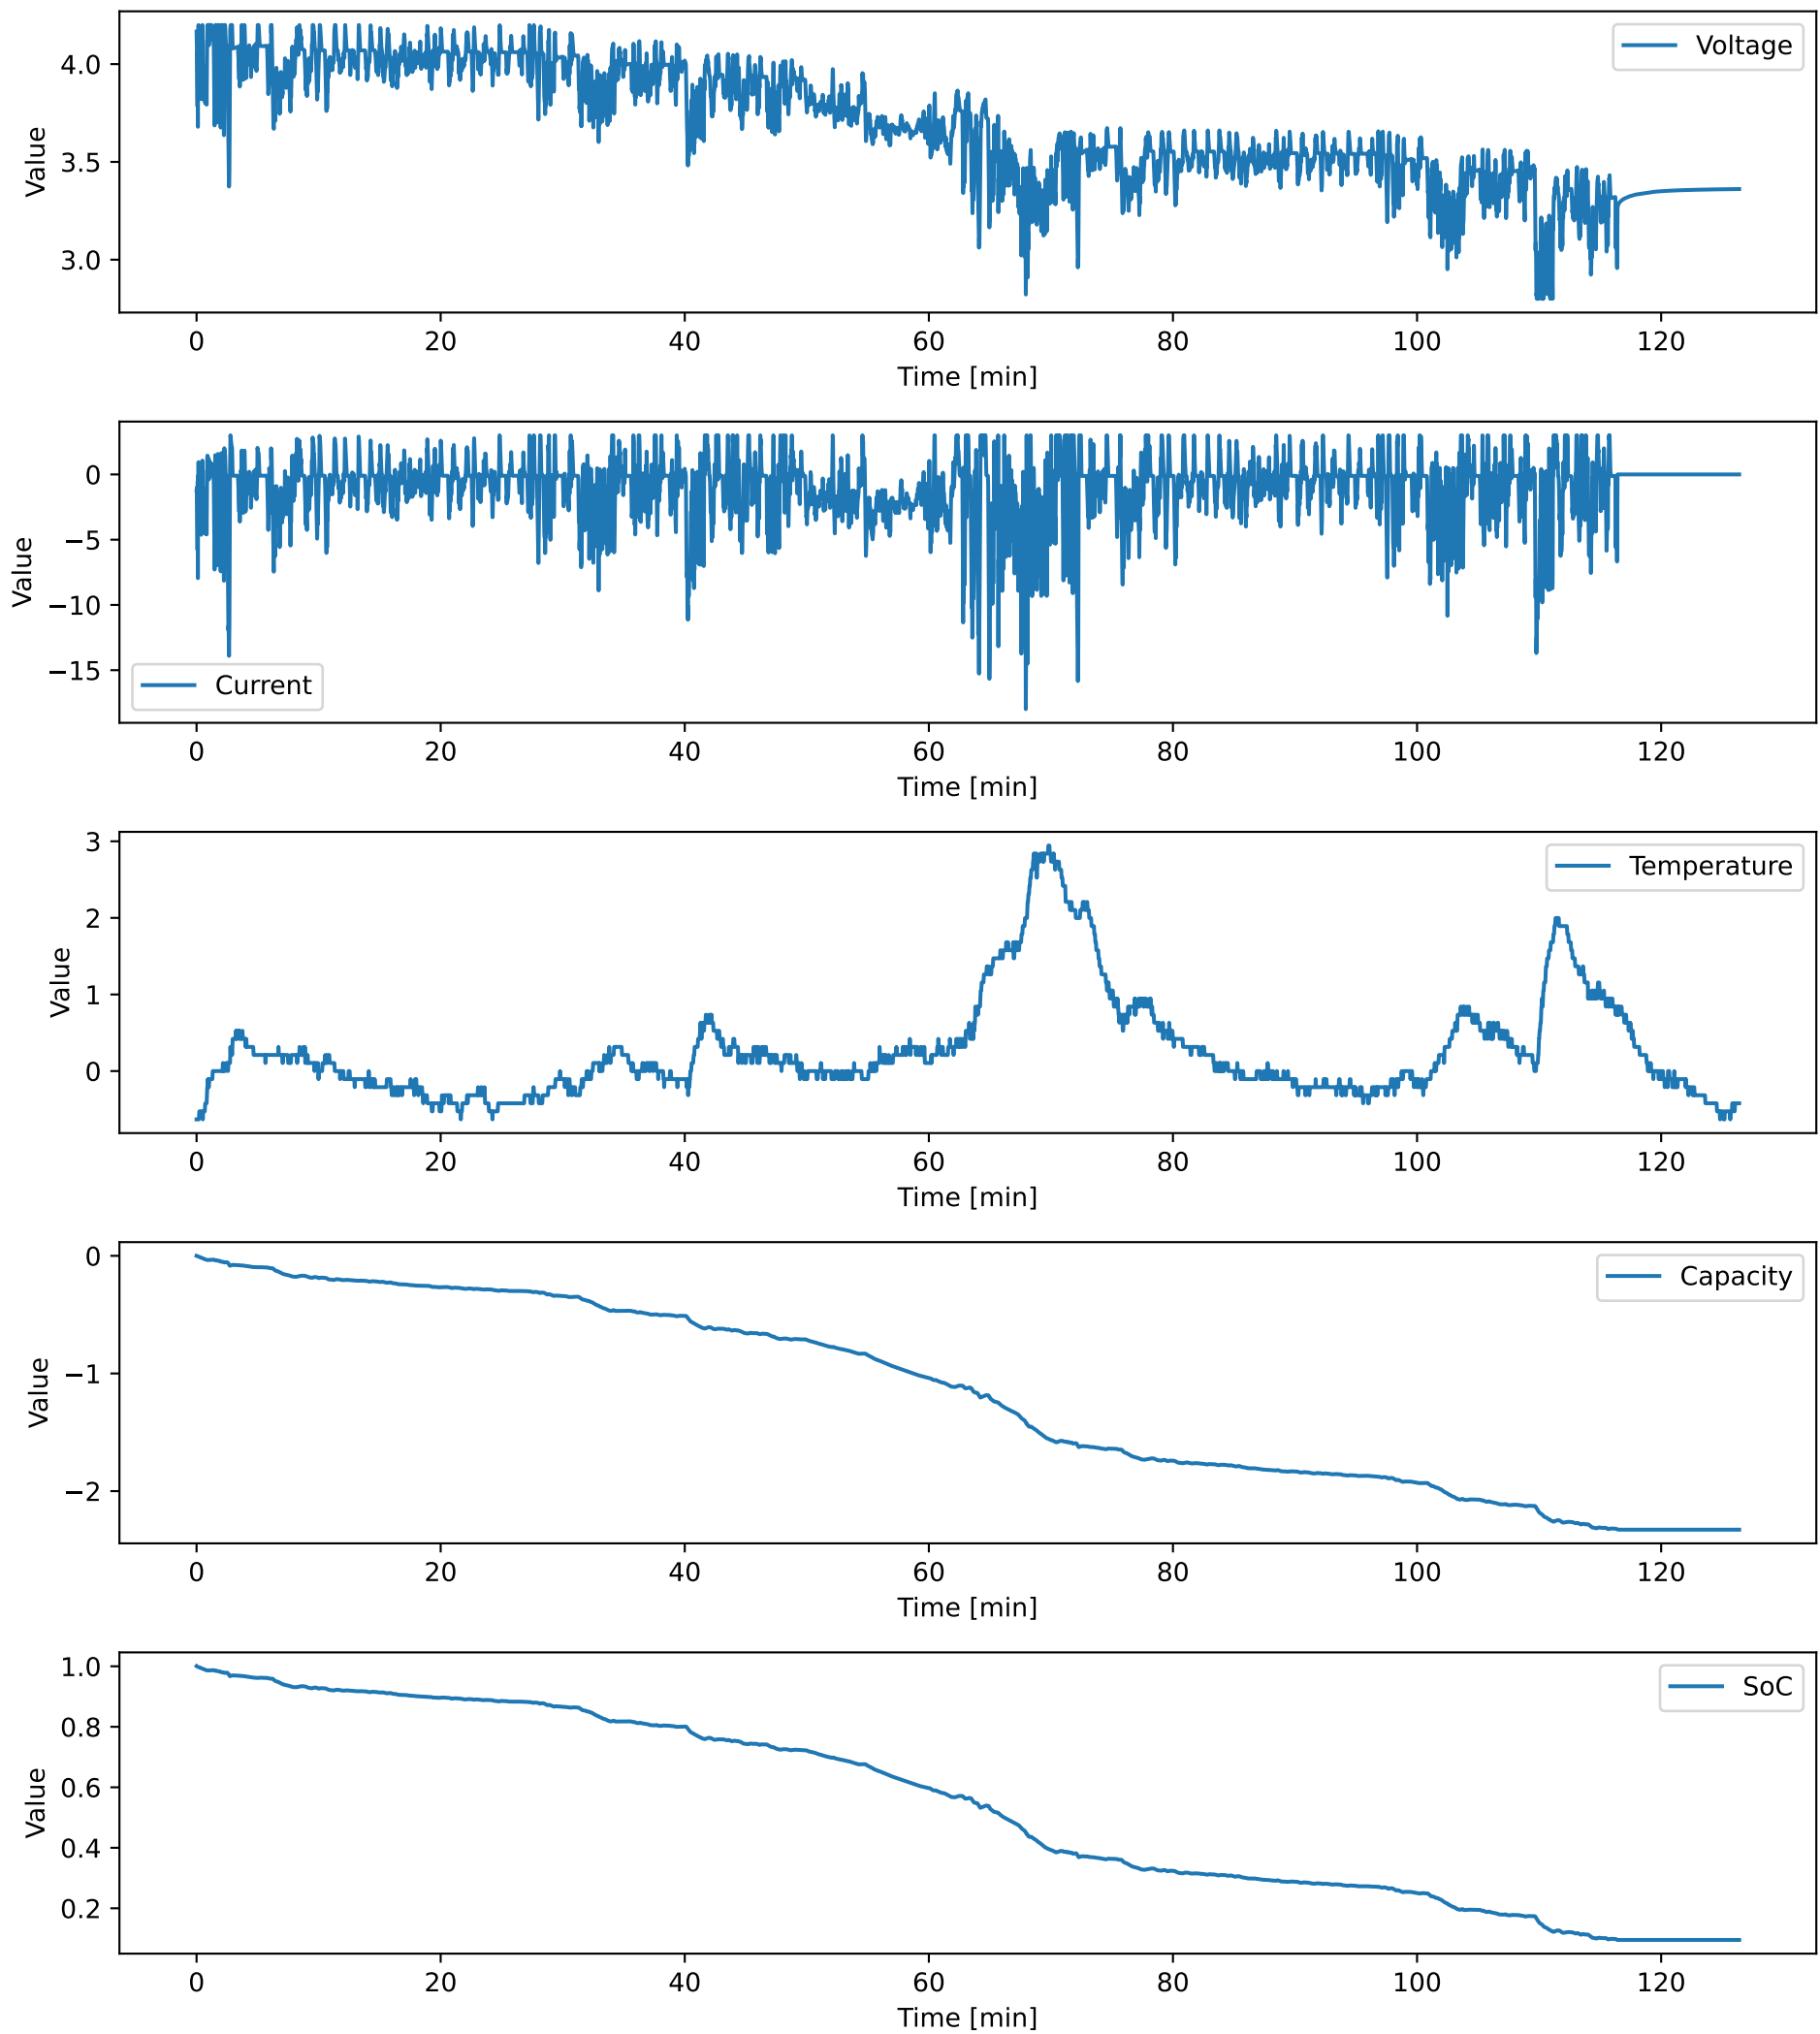 Voltage
4.0
3.5
3.0
Value
0 20 40 60 80 100 120
Time [min]
Current
0
−5
−10
−15
Value
0 20 40 60 80 100 120
Time [min]
Temperature
3
2
1
0
Value
0 20 40 60 80 100 120
Time [min]
Capacity
0
−1
−2
Value
0 20 40 60 80 100 120
Time [min]
SoC
1.0
0.8
0.6
0.4
0.2
Value
0 20 40 60 80 100 120
Time [min]